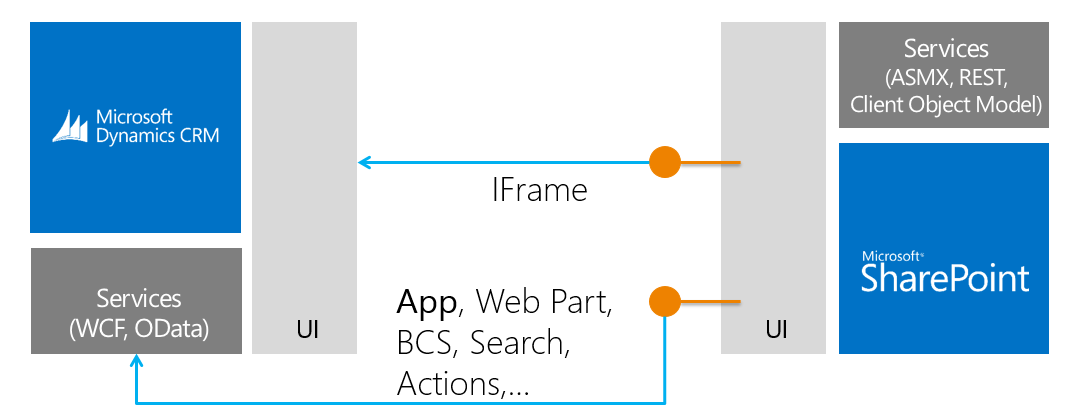 Microsoft
Dynamics CRM
Services
(WCF, OData)
UI
IFrame
App, Web Part,
BCS, Search,
Actions,...
UI
Services
(ASMX, REST,
Client Object Model)
Microsoft®
SharePoint